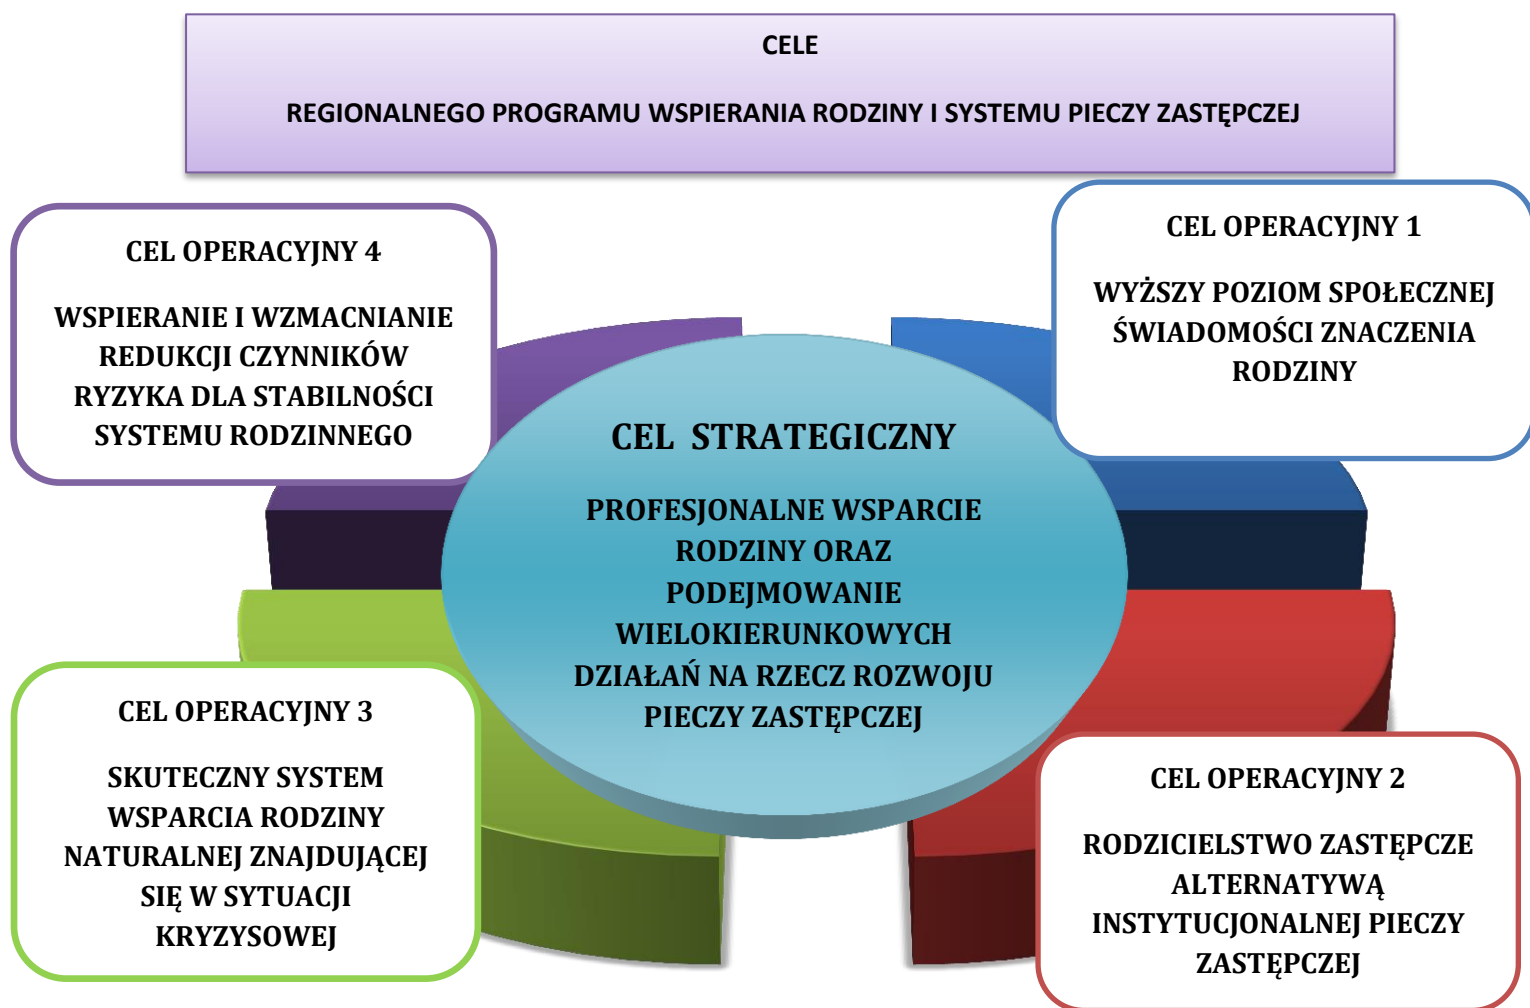 CELE
REGIONALNEGO PROGRAMU WSPIERANIA RODZINY I SYSTEMU PIECZY ZASTĘPCZEJ
CEL OPERACYJNY 4
WSPIERANIE I WZMACNIANIE
REDUKCJI CZYNNIKÓW
RYZYKA DLA STABILNOŚCI
SYSTEMU RODZINNEGO
CEL OPERACYJNY 1
WYŻSZY POZIOM SPOŁECZNEJ
ŚWIADOMOŚCI ZNACZENIA
RODZINY
CEL STRATEGICZNY
PROFESJONALNE WSPARCIE
RODZINY ORAZ
PODEJMOWANIE
WIELOKIERUNKOWYCH
DZIAŁAŃ NA RZECZ ROZWOJU
PIECZY ZASTĘPCZEJ
CEL OPERACYJNY 3
SKUTECZNY SYSTEM
WSPARCIA RODZINY
NATURALNEJ ZNAJDUJĄCEJ
SIĘ W SYTUACJI
KRYZYSOWEJ
CEL OPERACYJNY 2
RODZICIELSTWO ZASTĘPCZE
ALTERNATYWĄ
INSTYTUCJONALNEJ PIECZY
ZASTĘPCZEJ